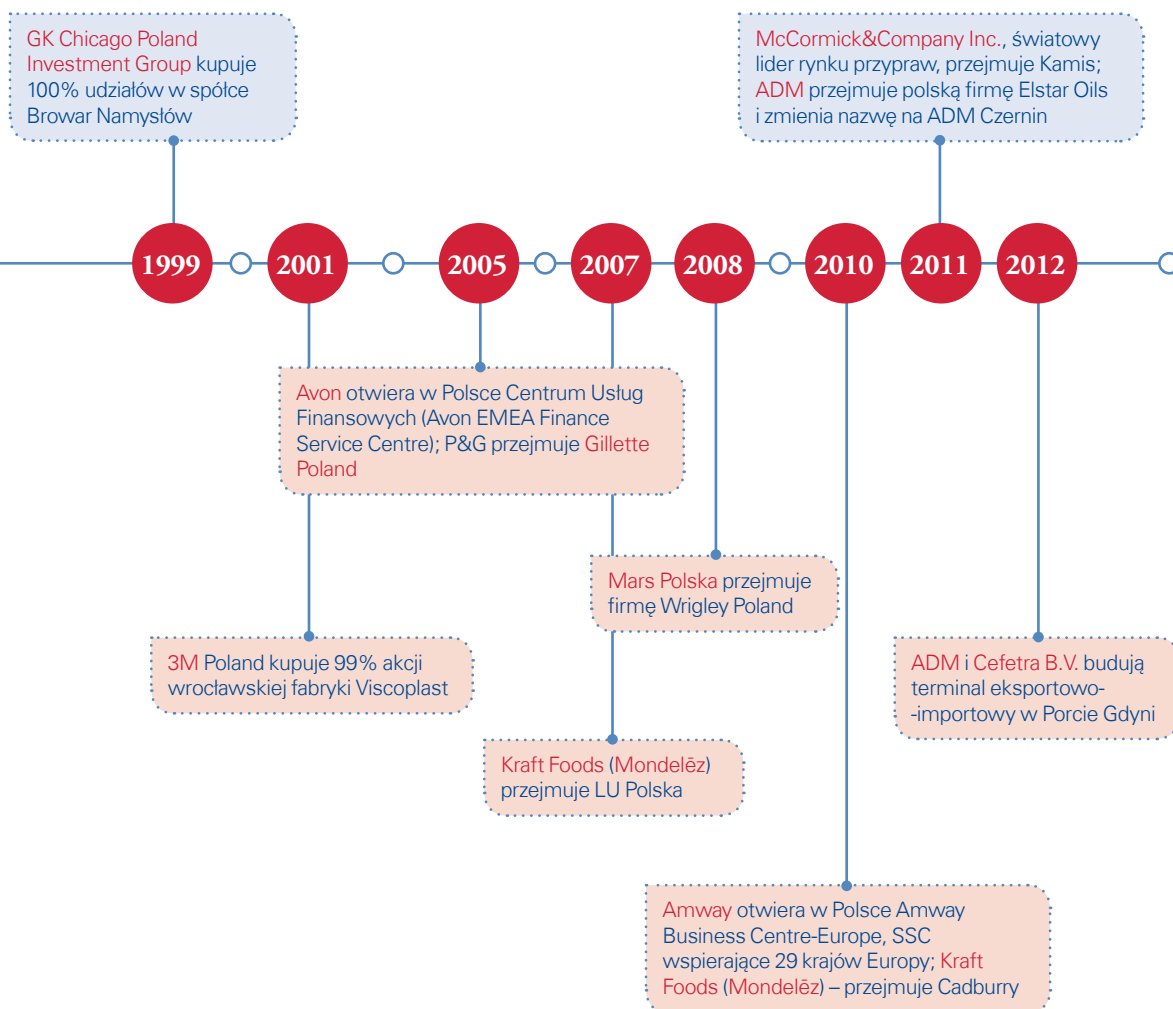 GK Chicago Poland
Investment Group kupuje
100% udziałów w spółce
Browar Namysłów
McCormick&Company Inc., światowy
lider rynku przypraw, przejmuje Kamis;
ADM przejmuje polską firmę Elstar Oils
i zmienia nazwę na ADM Czernin
1999
2001
2005
2007
2008
2010
2011
2012
Avon otwiera w Polsce Centrum Usług
Finansowych (Avon EMEA Finance
Service Centre); P&G przejmuje Gillette
Poland
Mars Polska przejmuje
firmę Wrigley Poland
3M Poland kupuje 99% akcji
wrocławskiej fabryki Viscoplast
ADM i Cefetra B.V. budują
terminal eksportowo-
-importowy w Porcie Gdyni
Kraft Foods (Mondelēz)
przejmuje LU Polska
Amway otwiera w Polsce Amway
Business Centre-Europe, SSC
wspierające 29 krajów Europy; Kraft
Foods (Mondelēz) – przejmuje Cadburry